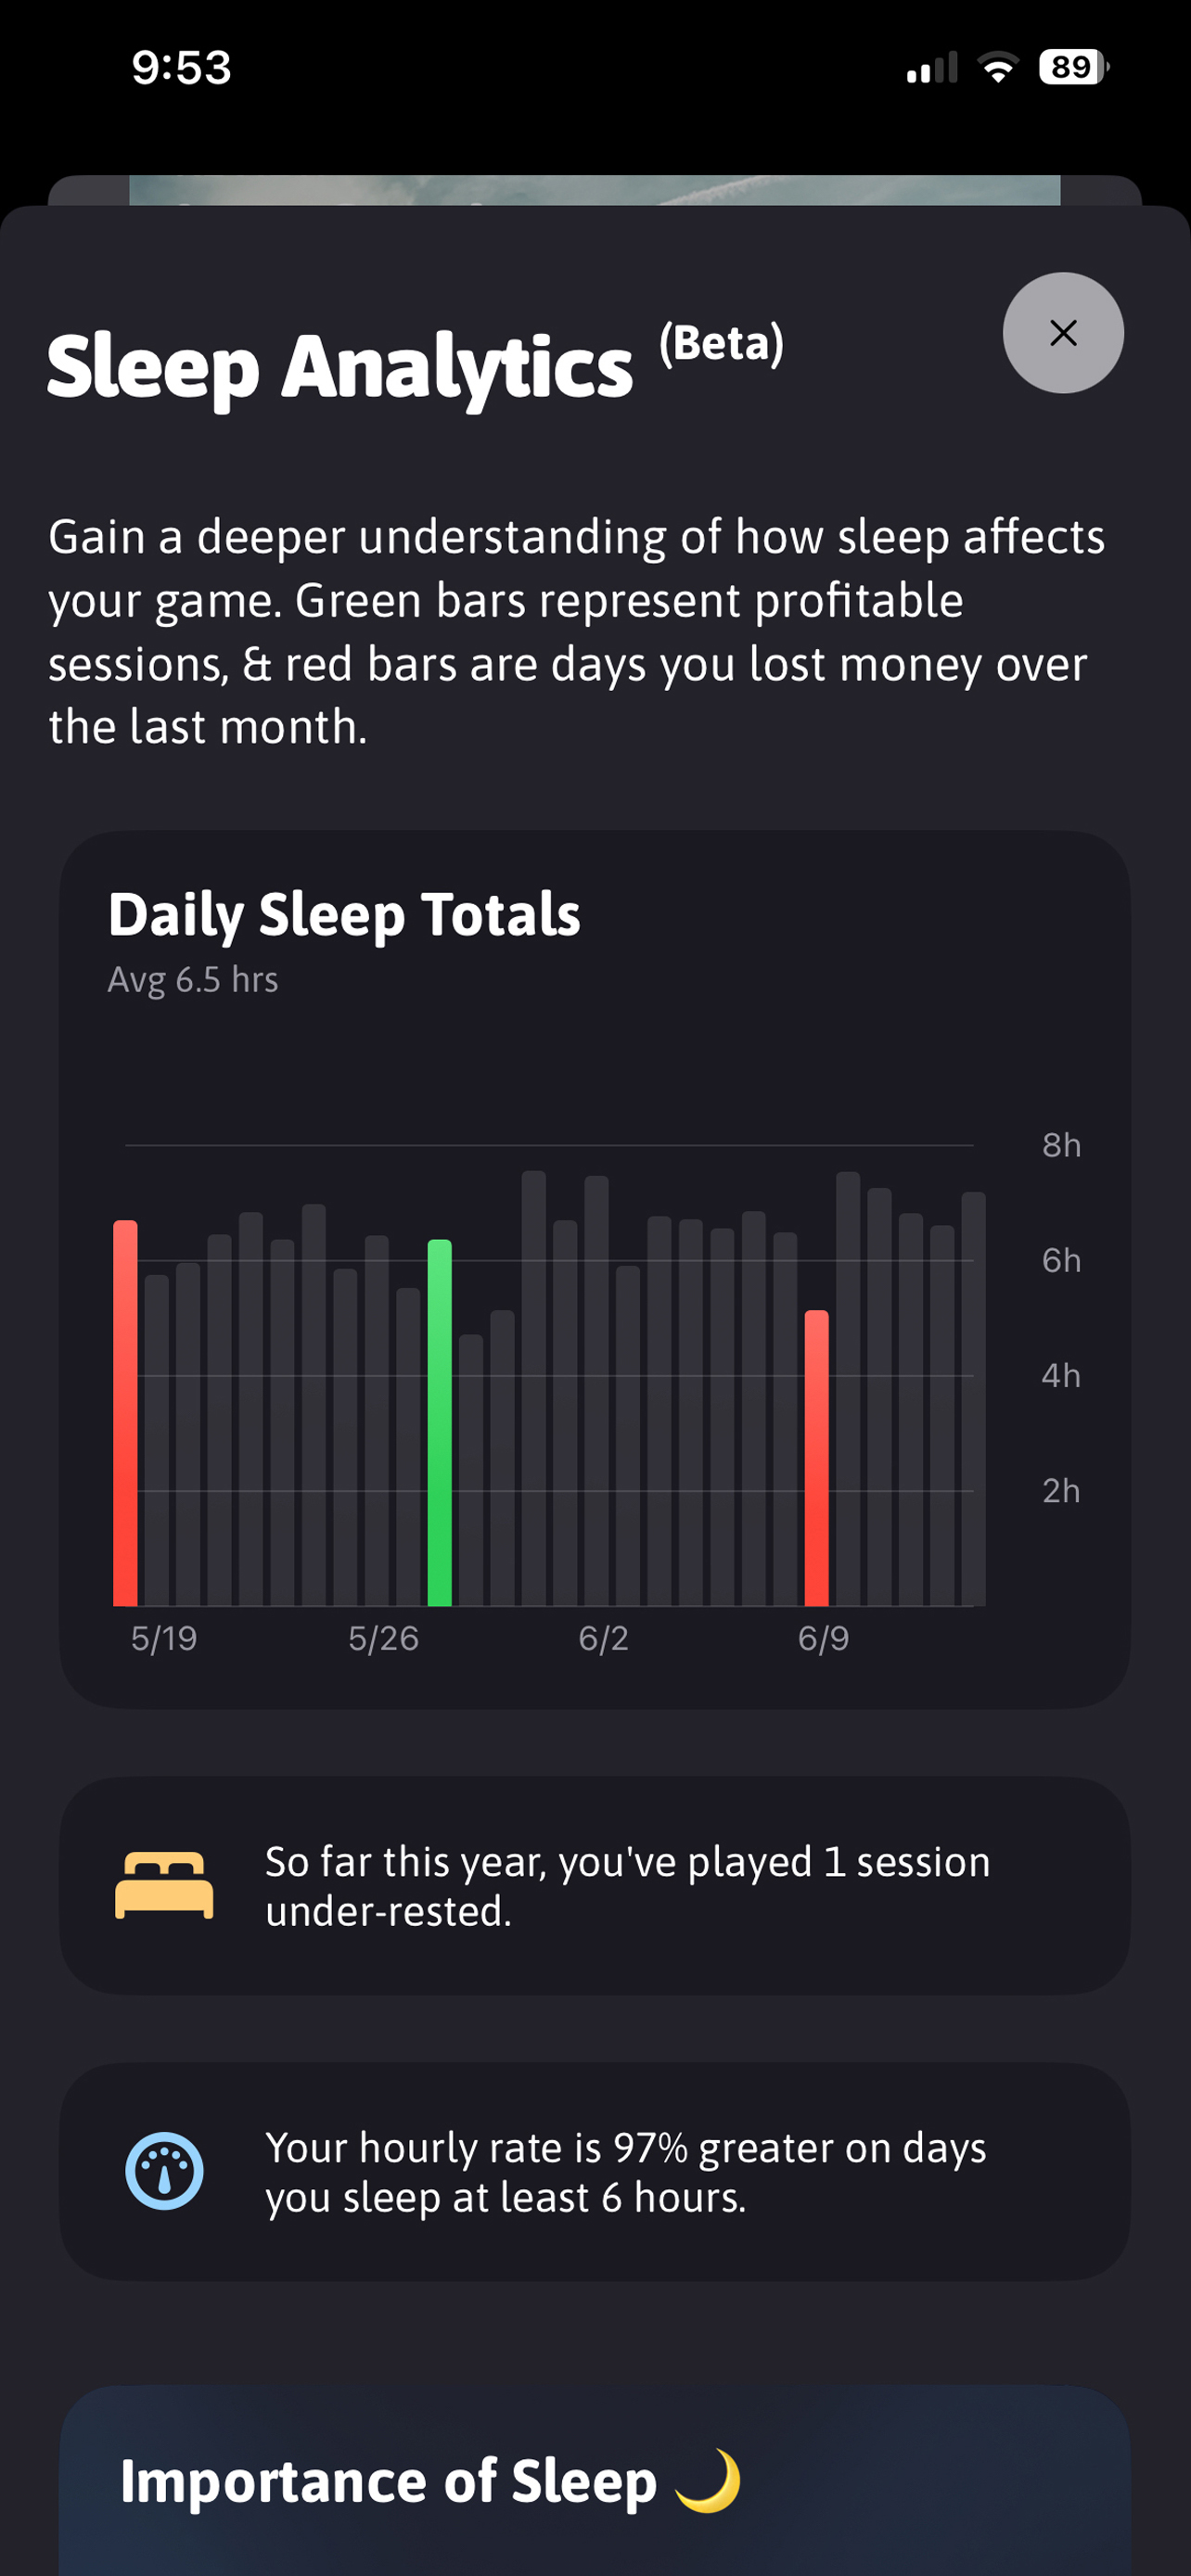 9:53
89
Sleep Analytics (Beta)
Gain a deeper understanding of how sleep affects
your game. Green bars represent profitable
sessions, & red bars are days you lost money over
the last month.
Daily Sleep Totals
Avg 6.5 hrs
8h
6h
4h
2h
5/19 5/26 6/2 6/9
So far this year, you've played 1 session
under-rested.
Your hourly rate is 97% greater on days
you sleep at least 6 hours.
Importance of Sleep 🌙